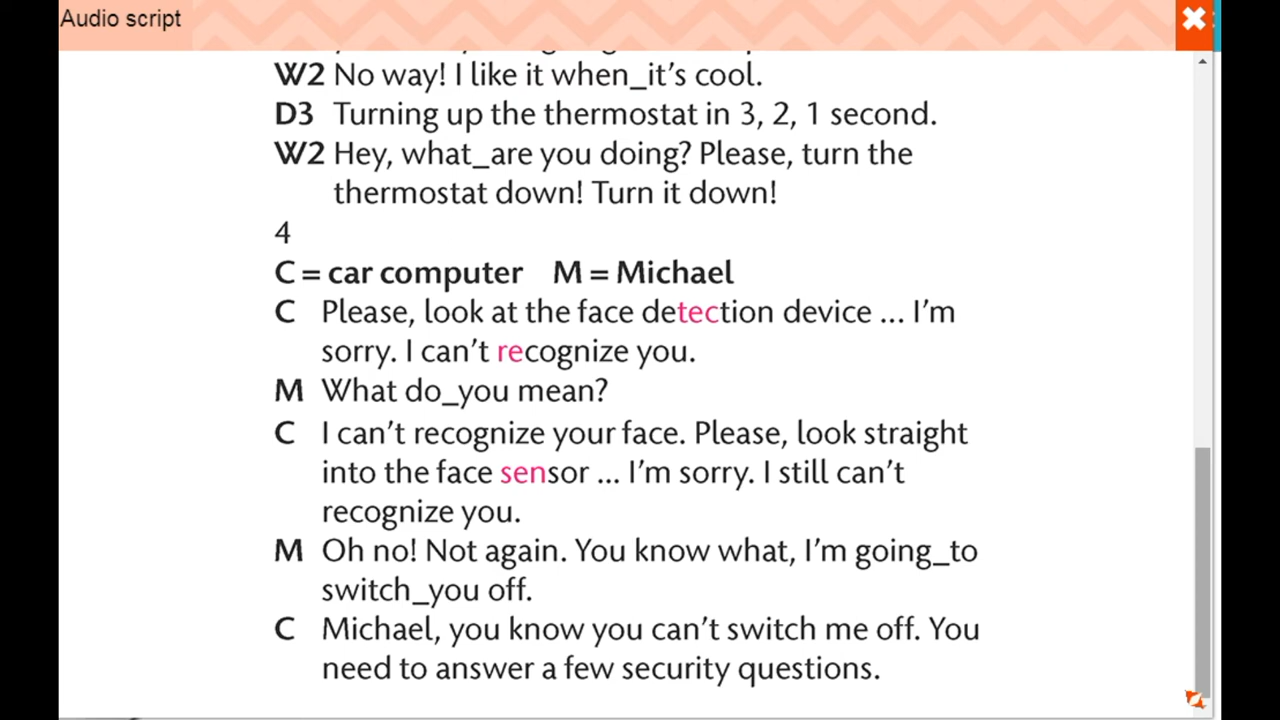 Audio script
W2 No way! I like it when_it's cool.
D3 Turning up the thermostat in 3, 2, 1 second.
W2 Hey, what_are you doing? Please, turn the
thermostat down! Turn it down!
4
C = car computer M = Michael
C Please, look at the face detection device ... I'm
sorry. I can't recognize you.
M What do_you mean?
C I can't recognize your face. Please, look straight
into the face sensor ... I'm sorry. I still can't
recognize you.
M Oh no! Not again. You know what, I'm going_to
switch_you off.
C Michael, you know you can't switch me off. You
need to answer a few security questions.